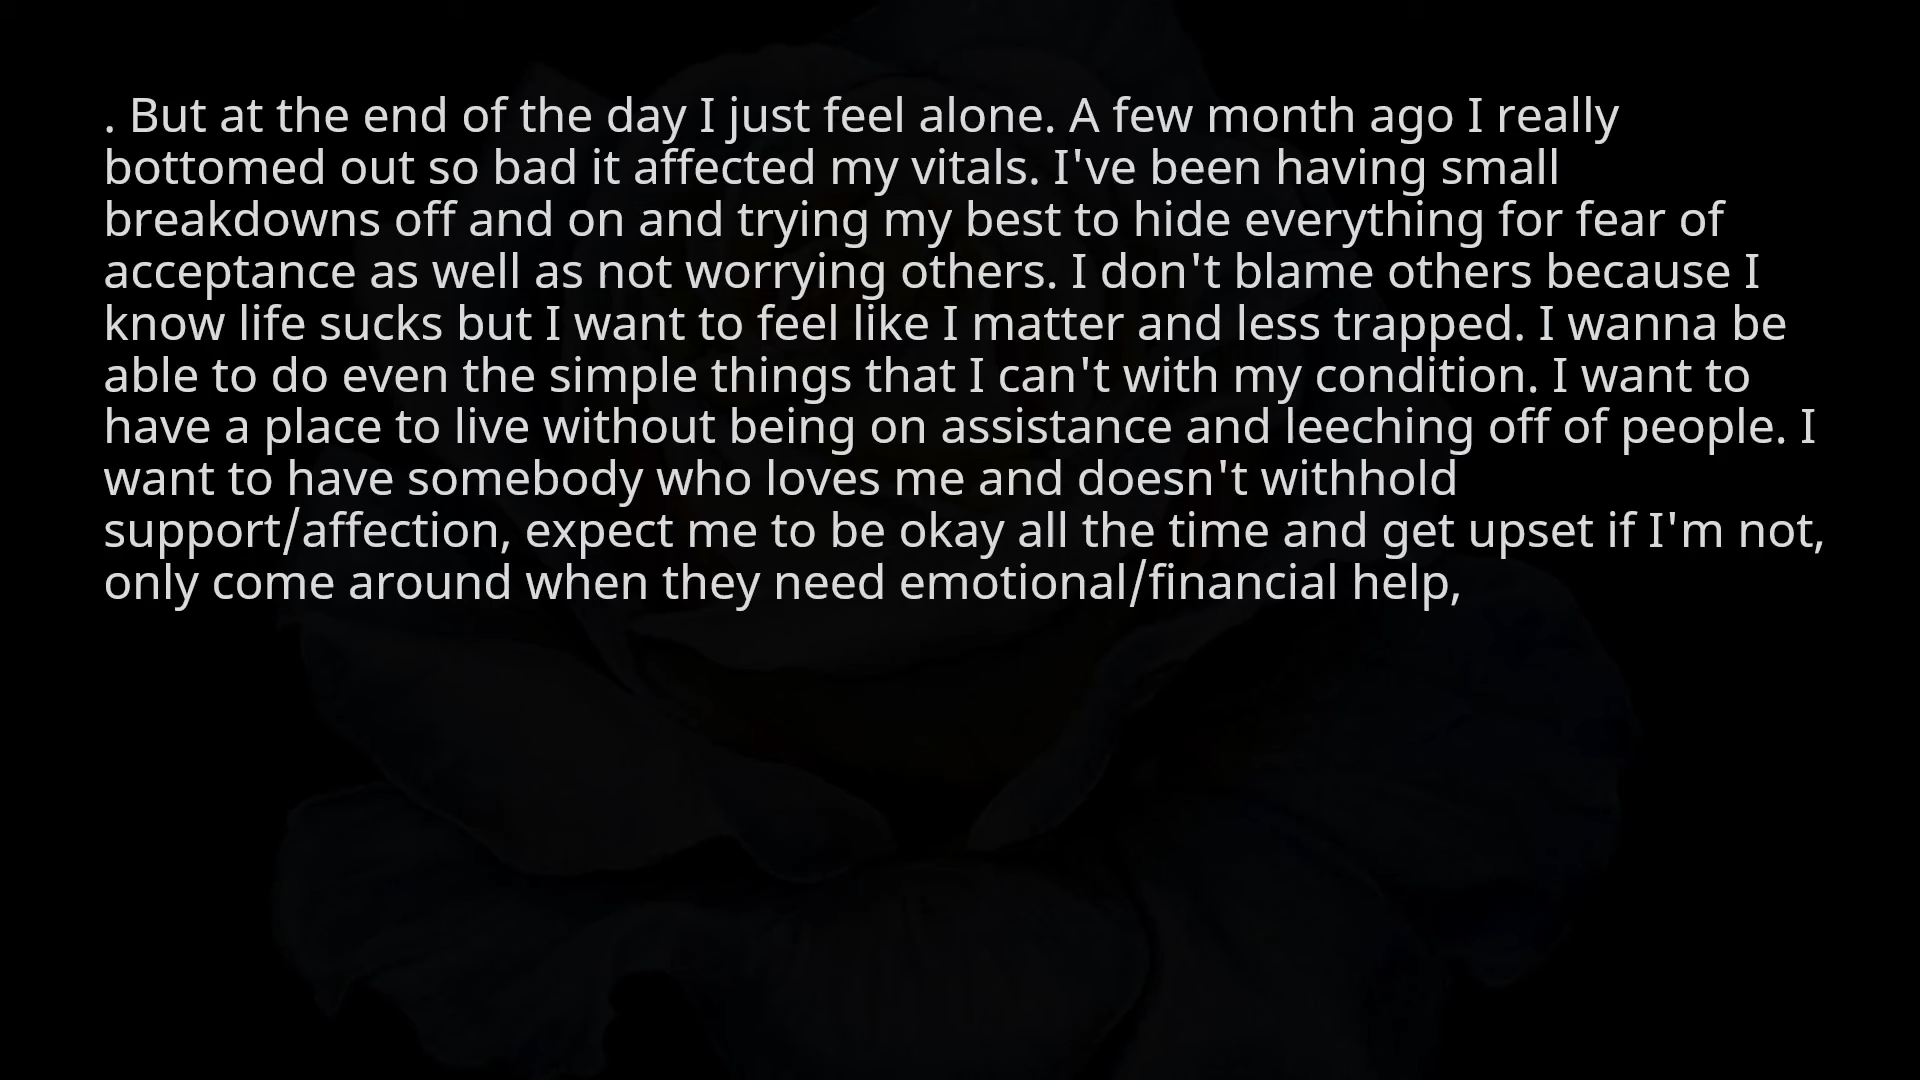 . But at the end of the day I just feel alone. A few month ago I really
bottomed out so bad it affected my vitals. I've been having small
breakdowns off and on and trying my best to hide everything for fear of
acceptance as well as not worrying others. I don't blame others because I
know life sucks but I want to feel like I matter and less trapped. I wanna be
able to do even the simple things that I can't with my condition. I want to
have a place to live without being on assistance and leeching off of people. I
want to have somebody who loves me and doesn't withhold
support/affection, expect me to be okay all the time and get upset if I'm not,
only come around when they need emotional/financial help,